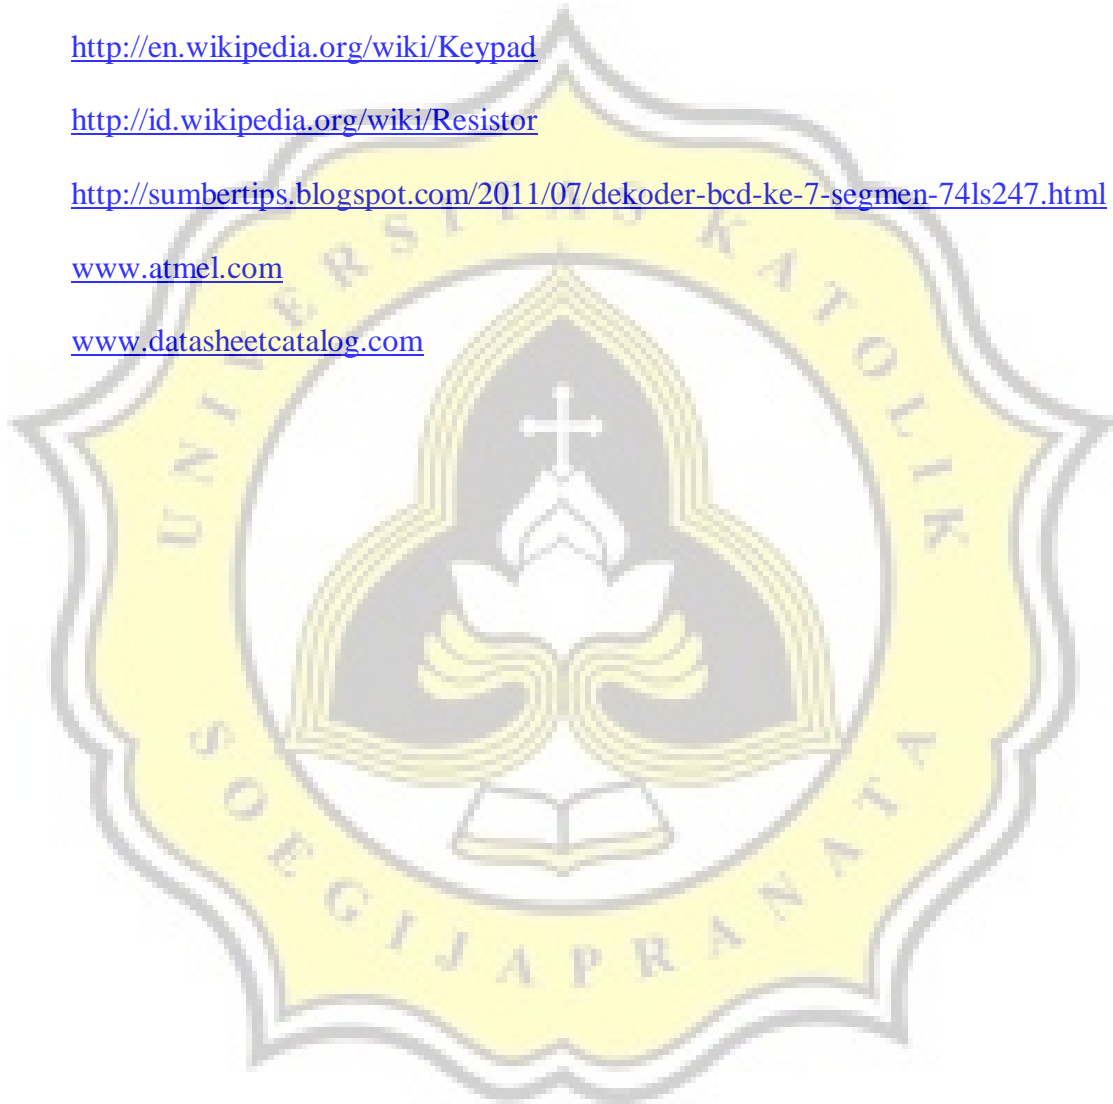 http://en.wikipedia.org/wiki/Keypad
http://id.wikipedia.org/wiki/Resistor
http://sumbertips.blogspot.com/2011/07/dekoder-bcd-ke-7-segmen-74ls247.html
www.atmel.com
www.datasheetcatalog.com
UNIVERSITAS KATOLIK
SOEGIJAPRANATA